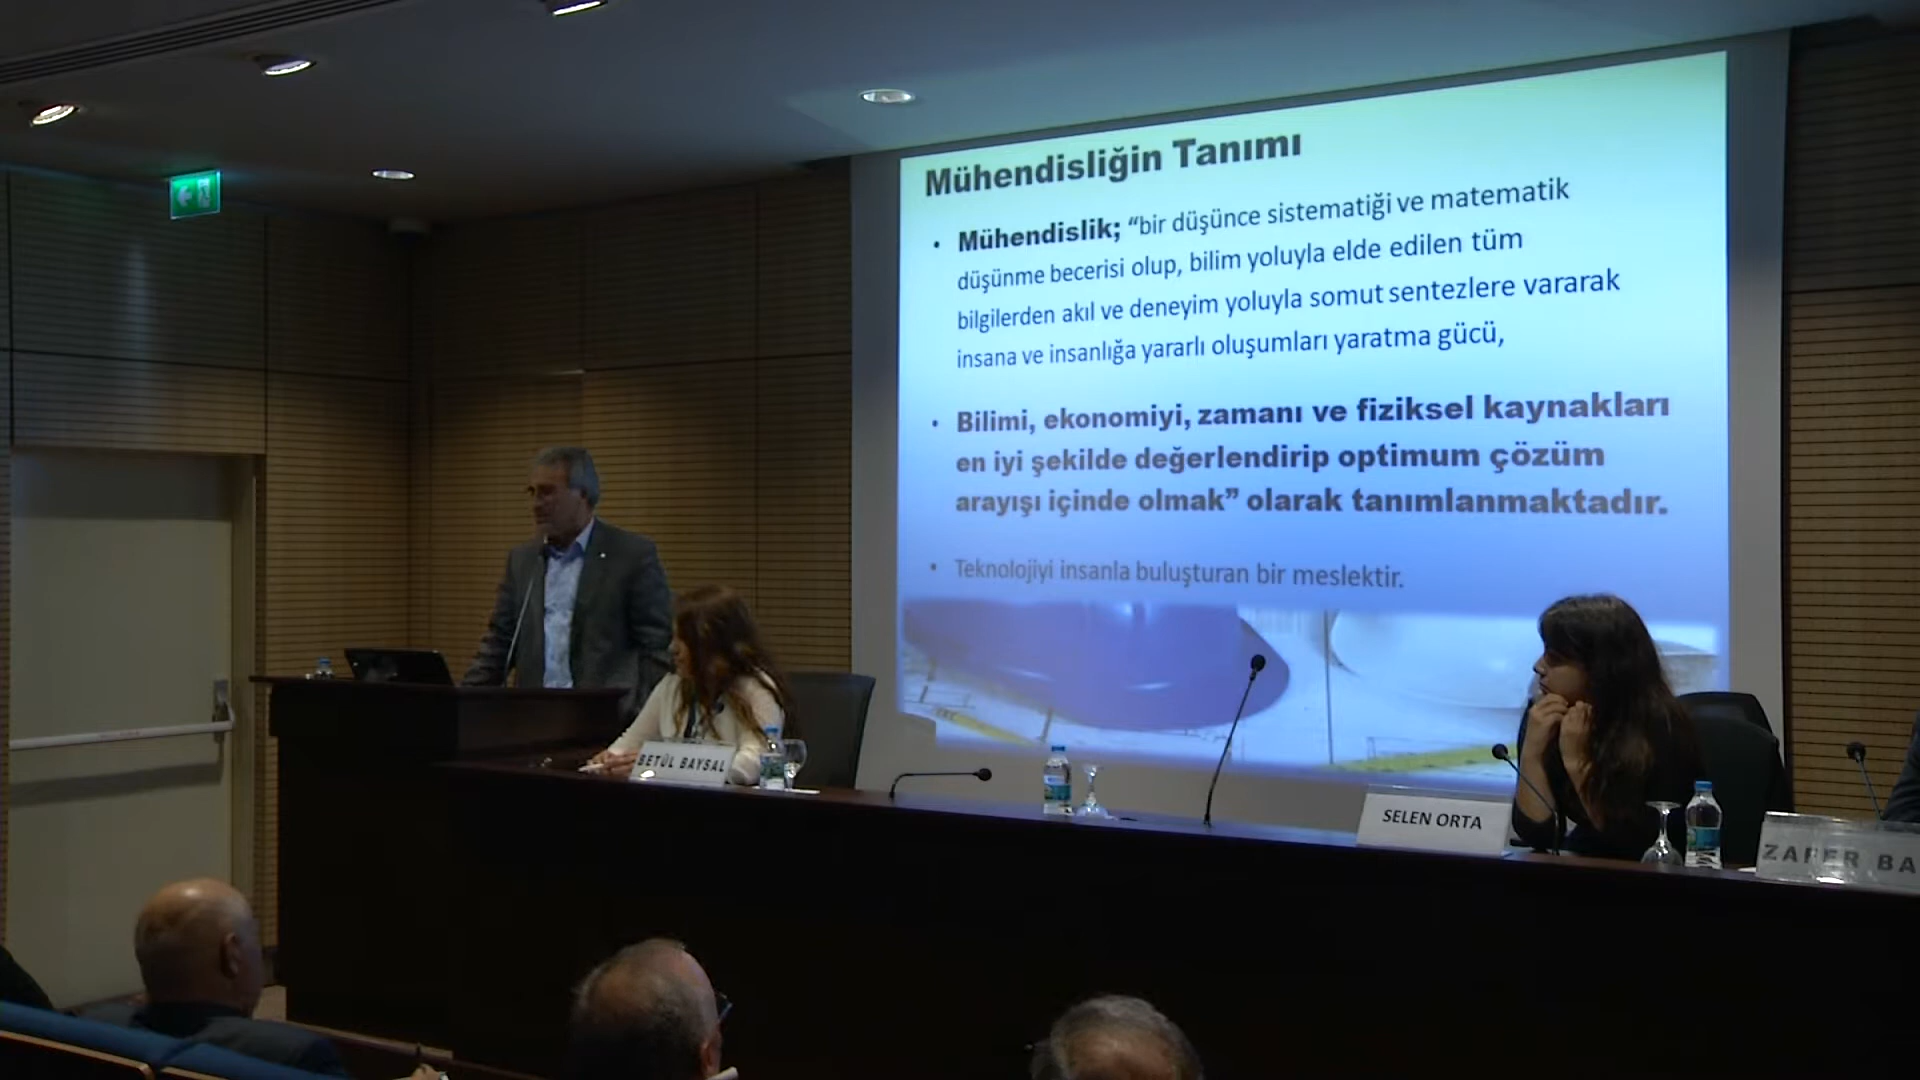 Mühendisliğin Tanımı
• Mühendislik; “bir düşünce sistematiği ve matematik
düşünme becerisi olup, bilim yoluyla elde edilen tüm
bilgilerden akıl ve deneyim yoluyla somut sentezlere vararak
insana ve insanlığa yararlı oluşumları yaratma gücü,
• Bilimi, ekonomiyi, zamanı ve fiziksel kaynakları
en iyi şekilde değerlendirip optimum çözüm
arayışı içinde olmak” olarak tanımlanmaktadır.
• Teknolojiyi insanla buluşturan bir meslektir.
BETÜL BAYSAL
SELEN ORTA
ZAFER BA